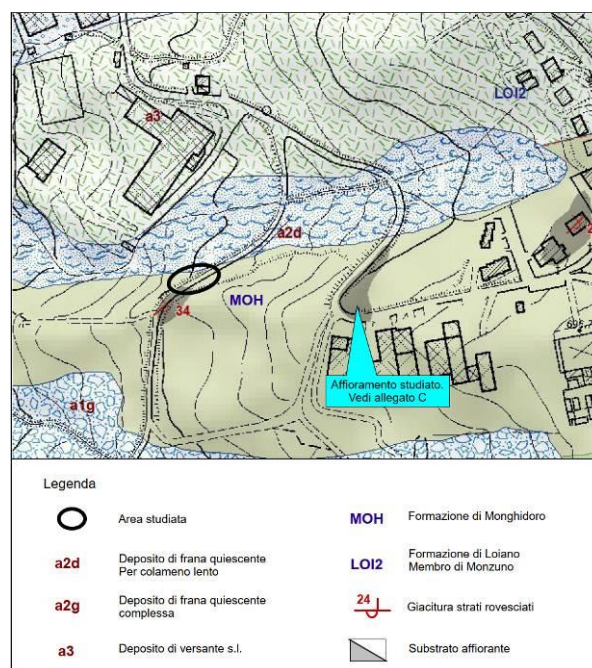 LOI2
a3
a2d
MOH
34
2
695,
Affioramento studiato.
Vedi allegato C
a1g
Legenda
Area studiata
a2d Deposito di frana quiescente
Per colameno lento
a2g Deposito di frana quiescente
complessa
a3 Deposito di versante s.l.
MOH Formazione di Monghidoro
LOI2 Formazione di Loiano
Membro di Monzuno
24 Giacitura strati rovesciati
Substrato affiorante